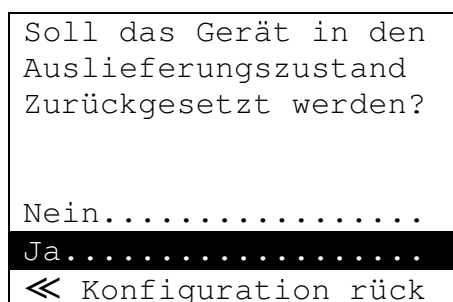 Soll das Gerät in den
Auslieferungszustand
Zurückgesetzt werden?
Nein.................
Ja...................
≪ Konfiguration rück